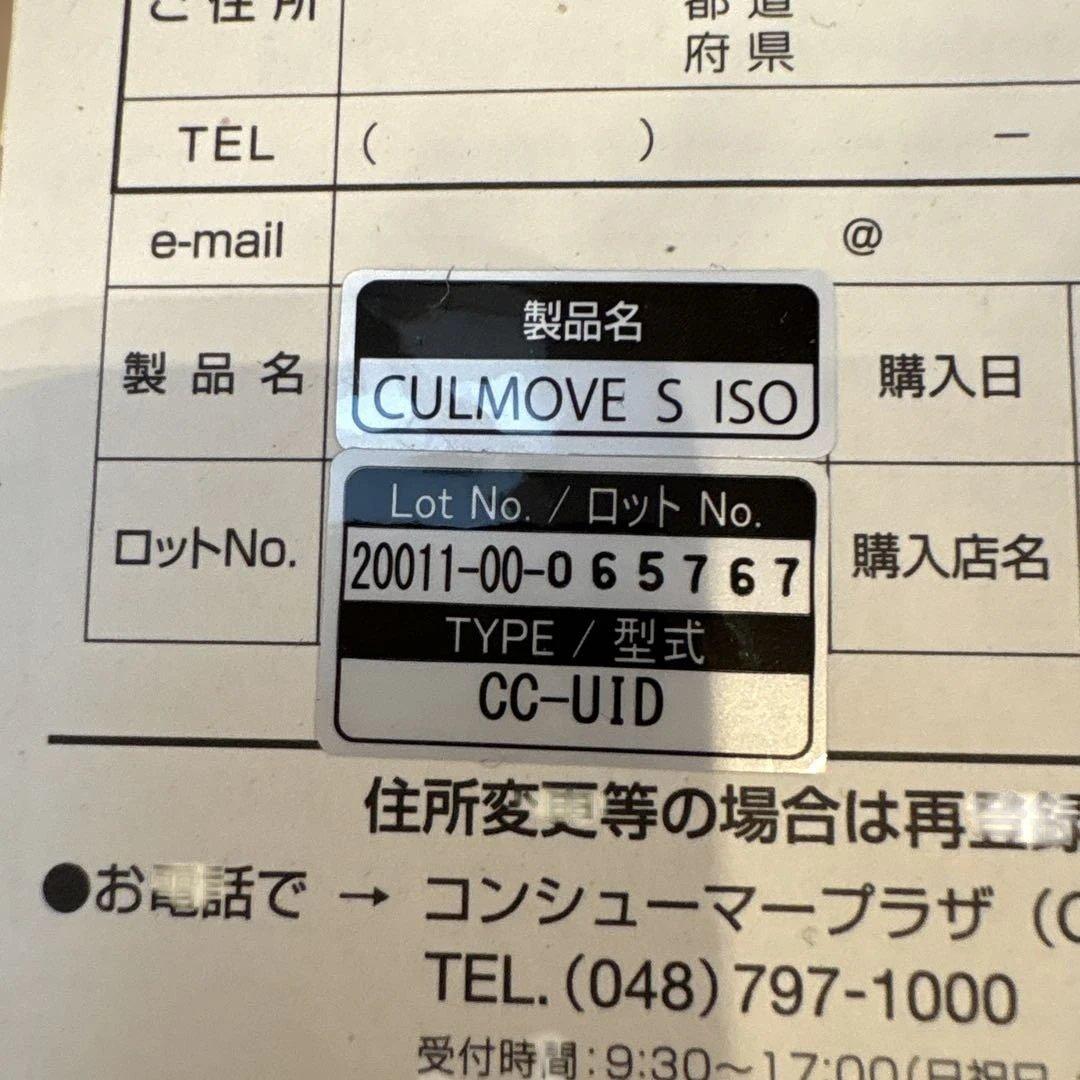 ご住所
都 道
府 県
TEL ( ) −
e-mail @
製品名 製品名 購入日
CULMOVE S ISO
Lot No. / ロット No.
ロットNo. 20011-00-065767 購入店名
TYPE / 型式
CC-UID
住所変更等の場合は再登録
●お電話で → コンシューマープラザ (
TEL. (048) 797-1000
受付時間:9:30〜17:00(日祝日